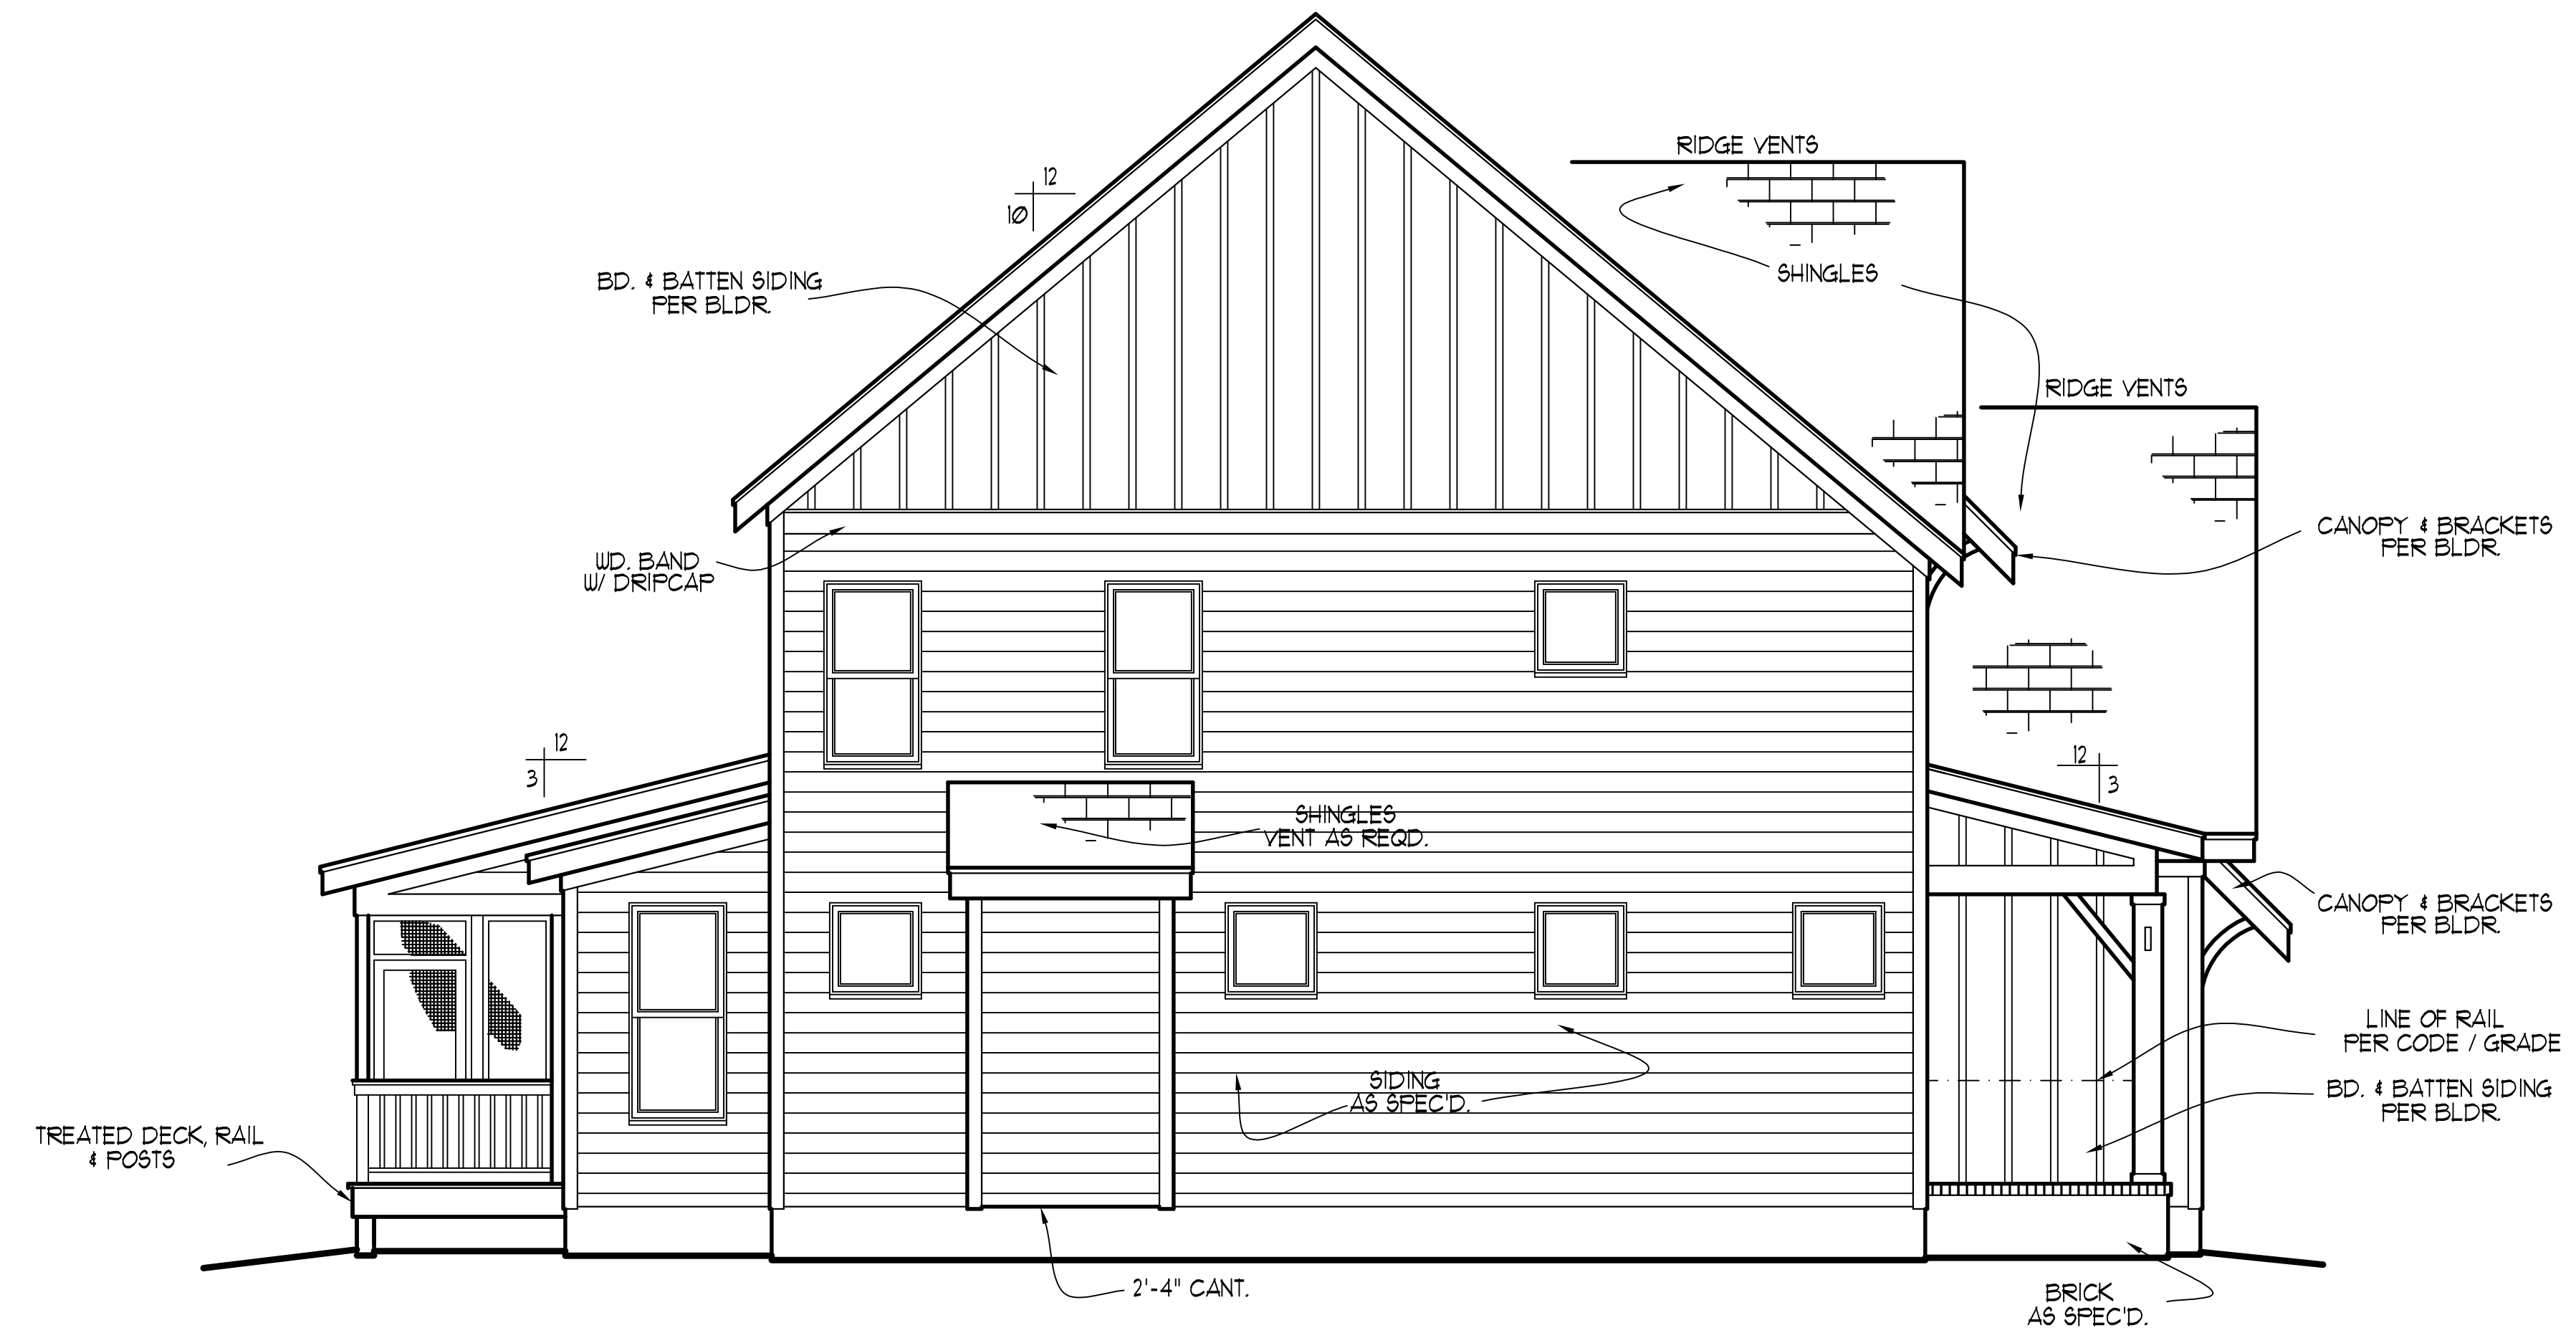 RIDGE VENTS
12
10
SHINGLES
BD. & BATTEN SIDING
PER BLDR.
RIDGE VENTS
CANOPY & BRACKETS
PER BLDR.
WD. BAND
W/ DRIPCAP
12
3
12
3
SHINGLES
VENT AS REQD.
CANOPY & BRACKETS
PER BLDR.
LINE OF RAIL
PER CODE / GRADE
SIDING
AS SPEC'D.
BD. & BATTEN SIDING
PER BLDR.
TREATED DECK, RAIL
& POSTS
2'-4" CANT.
BRICK
AS SPEC'D.